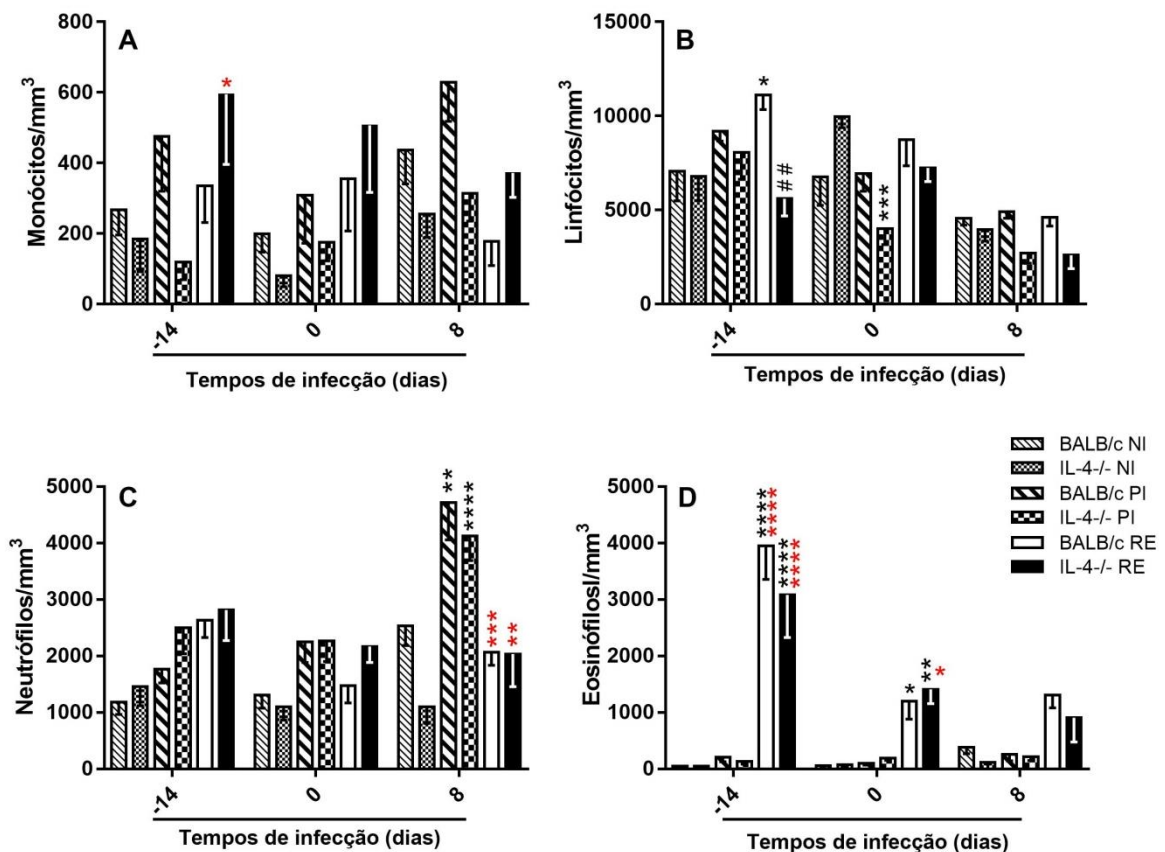 A
Monócitos/mm³
800
600
400
200
0
*
-14
0
8
Tempos de infecção (dias)
B
Linfócitos/mm³
15000
10000
5000
0
*
##
***
-14
0
8
Tempos de infecção (dias)
C
Neutrófilos/mm³
5000
4000
3000
2000
1000
0
**
****
***
**
-14
0
8
Tempos de infecção (dias)
D
Eosinófilosl/mm³
5000
4000
3000
2000
1000
0
****
****
****
****
*
**
*
-14
0
8
Tempos de infecção (dias)
BALB/c NI
IL-4-/- NI
BALB/c PI
IL-4-/- PI
BALB/c RE
IL-4-/- RE